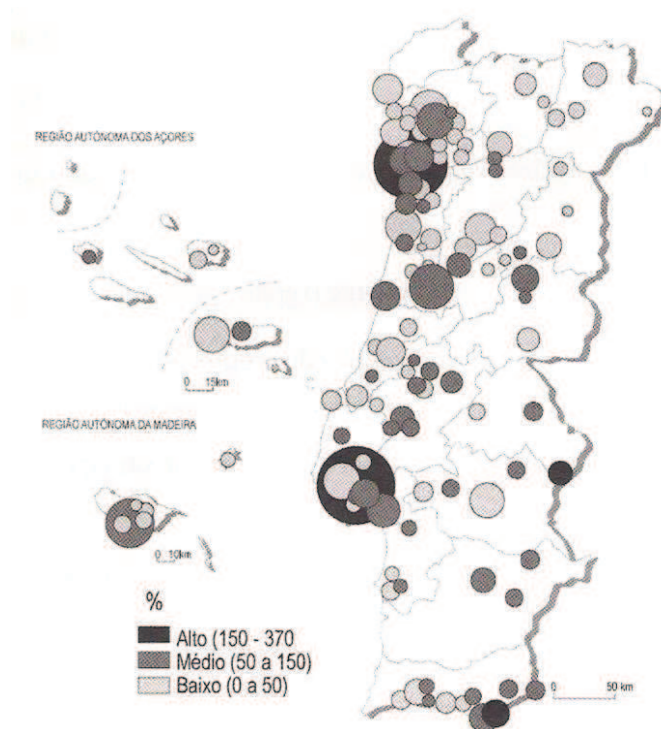 REGIÃO AUTÓNOMA DOS AÇORES
0 15km
REGIÃO AUTÓNOMA DA MADEIRA
0 10km
%
Alto (150 - 370
Médio (50 a 150)
Baixo (0 a 50)
0 50 km